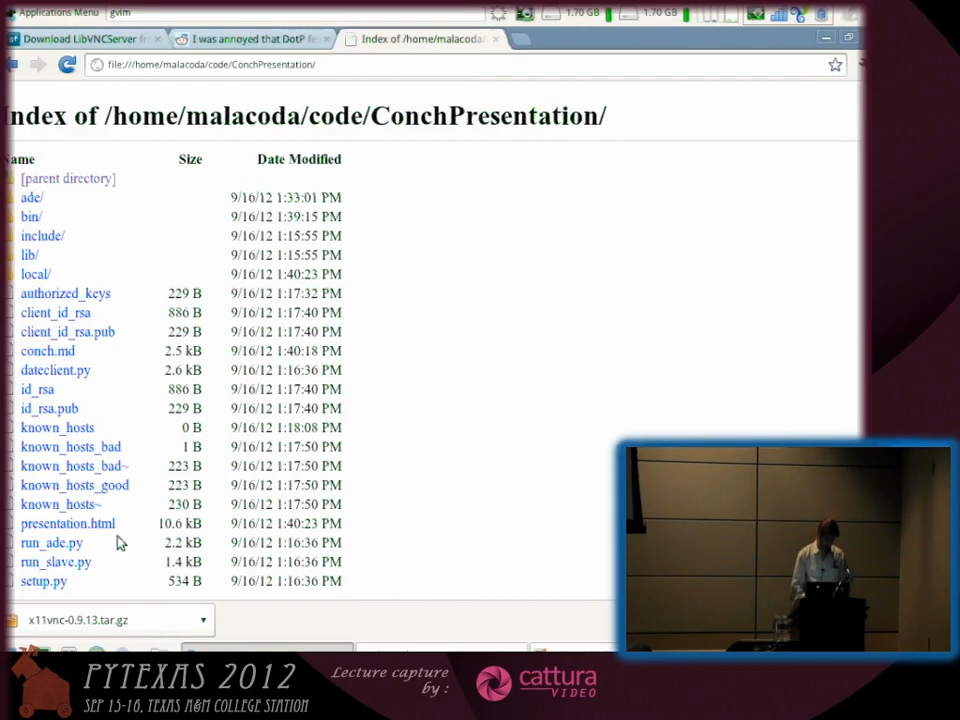 Applications Menu gvim 1.70 GB 1.70 GB
Download LibVNCServer fr I was annoyed that DotP fe Index of /home/malacoda/
file:///home/malacoda/code/ConchPresentation/
Index of /home/malacoda/code/ConchPresentation/
Name Size Date Modified
[parent directory]
ade/ 9/16/12 1:33:01 PM
bin/ 9/16/12 1:39:15 PM
include/ 9/16/12 1:15:55 PM
lib/ 9/16/12 1:15:55 PM
local/ 9/16/12 1:40:23 PM
authorized_keys 229 B 9/16/12 1:17:32 PM
client_id_rsa 886 B 9/16/12 1:17:40 PM
client_id_rsa.pub 229 B 9/16/12 1:17:40 PM
conch.md 2.5 kB 9/16/12 1:40:18 PM
dateclient.py 2.6 kB 9/16/12 1:16:36 PM
id_rsa 886 B 9/16/12 1:17:40 PM
id_rsa.pub 229 B 9/16/12 1:17:40 PM
known_hosts 0 B 9/16/12 1:18:08 PM
known_hosts_bad 1 B 9/16/12 1:17:50 PM
known_hosts_bad~ 223 B 9/16/12 1:17:50 PM
known_hosts_good 223 B 9/16/12 1:17:50 PM
known_hosts~ 230 B 9/16/12 1:17:50 PM
presentation.html 10.6 kB 9/16/12 1:40:23 PM
run_ade.py 2.2 kB 9/16/12 1:16:36 PM
run_slave.py 1.4 kB 9/16/12 1:16:36 PM
setup.py 534 B 9/16/12 1:16:36 PM
x11vnc-0.9.13.tar.gz
PYTEXAS 2012
SEP 15-16, TEXAS A&M COLLEGE STATION
Lecture capture
by :
cattura
VIDEO